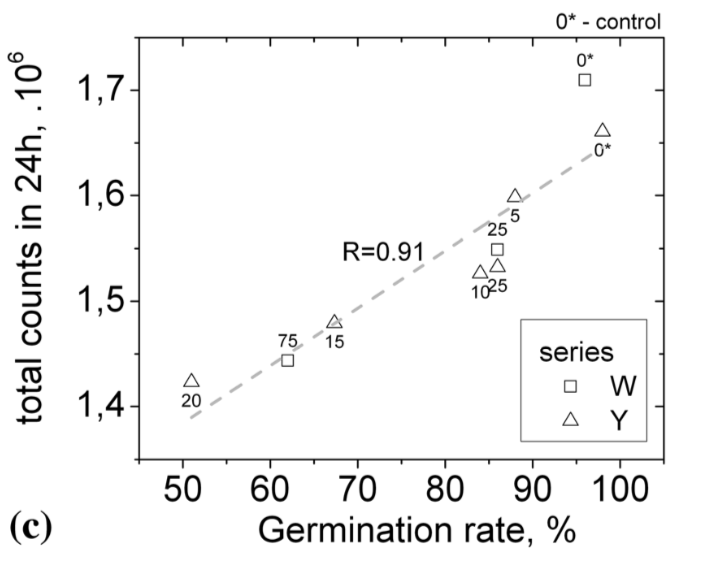 0* - control
total counts in 24h, .10⁶
1,7
1,6
1,5
1,4
0*
0*
5
25
R=0.91
10
25
75
15
20
series
W
Y
50 60 70 80 90 100
(c)
Germination rate, %